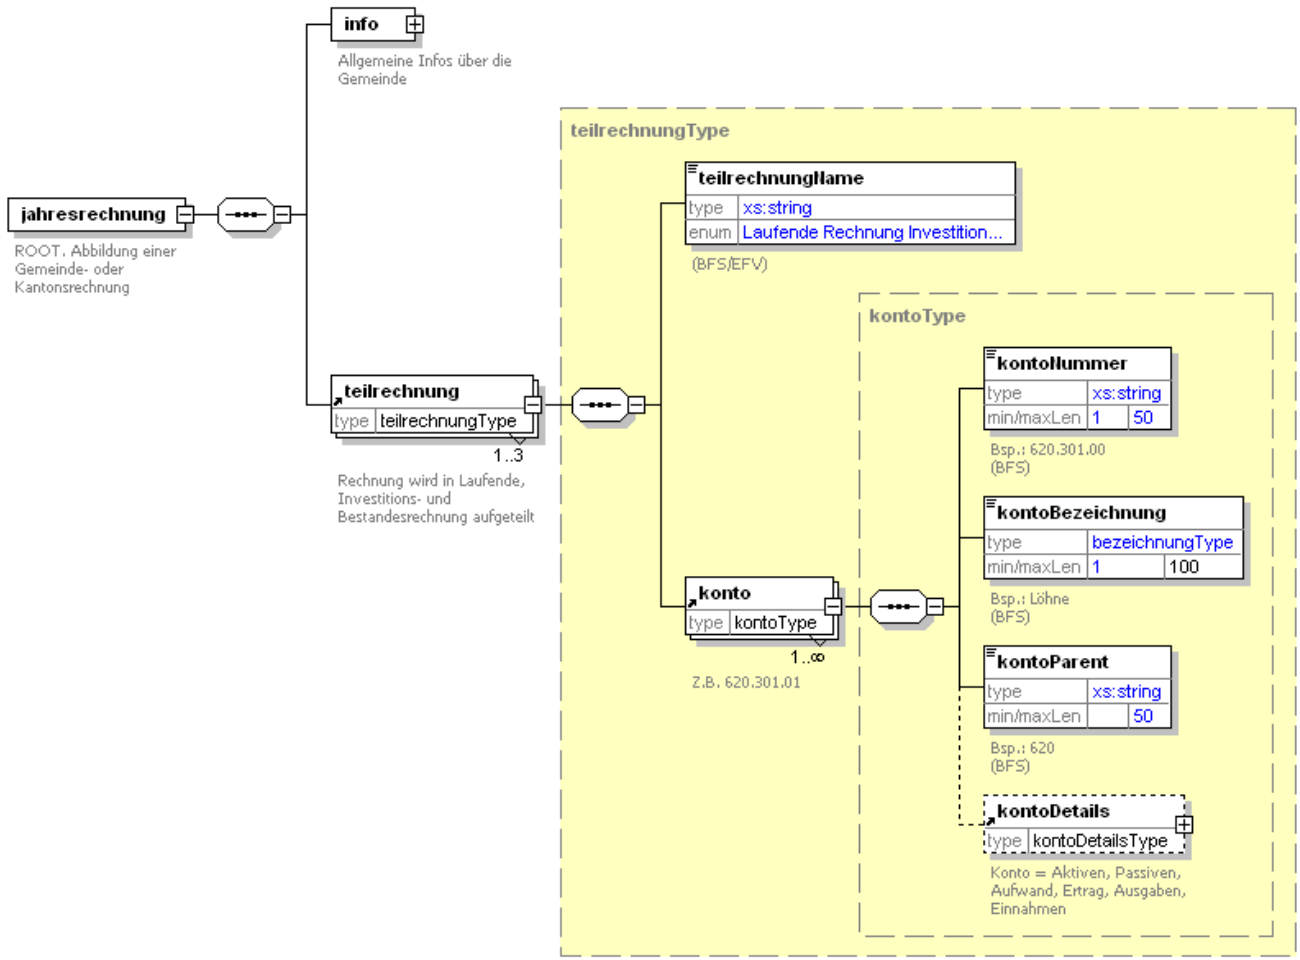 info
Allgemeine Infos über die
Gemeinde
jahresrechnung
ROOT. Abbildung einer
Gemeinde- oder
Kantonsrechnung
teilrechnung
type teilrechnungType
1..3
Rechnung wird in Laufende,
Investitions- und
Bestandesrechnung aufgeteilt
teilrechnungType
teilrechnungName
type xs:string
enum Laufende Rechnung Investition...
(BFS/EFV)
konto
type kontoType
1..∞
Z.B. 620.301.01
kontoType
kontoNummer
type xs:string
min/maxLen 1 50
Bsp.: 620.301.00
(BFS)
kontoBezeichnung
type bezeichnungType
min/maxLen 1 100
Bsp.: Löhne
(BFS)
kontoParent
type xs:string
min/maxLen 50
Bsp.: 620
(BFS)
kontoDetails
type kontoDetailsType
Konto = Aktiven, Passiven,
Aufwand, Ertrag, Ausgaben,
Einnahmen